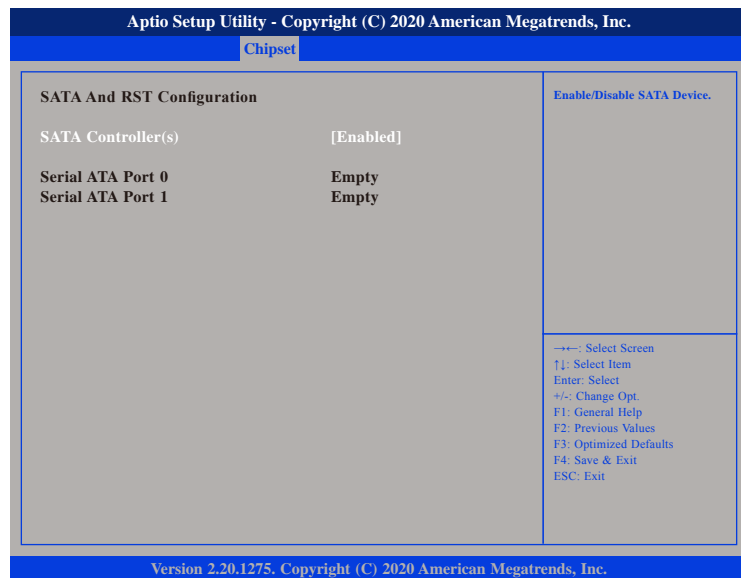 Aptio Setup Utility - Copyright (C) 2020 American Megatrends, Inc.
Chipset
SATA And RST Configuration
SATA Controller(s) [Enabled]
Serial ATA Port 0 Empty
Serial ATA Port 1 Empty
Enable/Disable SATA Device.
→←: Select Screen
↑↓: Select Item
Enter: Select
+/-: Change Opt.
F1: General Help
F2: Previous Values
F3: Optimized Defaults
F4: Save & Exit
ESC: Exit
Version 2.20.1275. Copyright (C) 2020 American Megatrends, Inc.